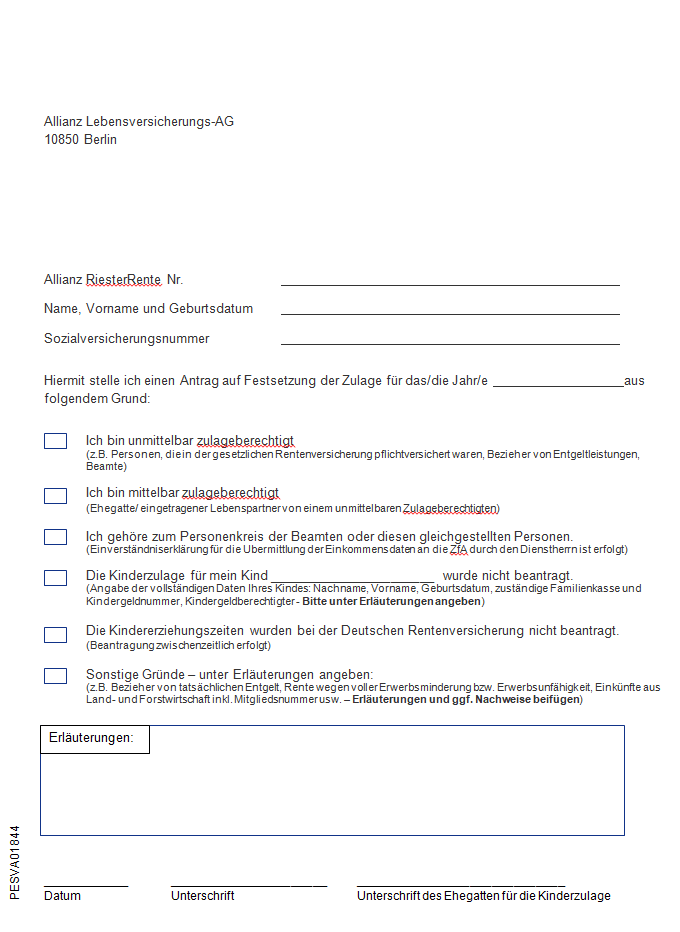 Allianz Lebensversicherungs-AG
10850 Berlin
Allianz RiesterRente Nr.
Name, Vorname und Geburtsdatum
Sozialversicherungsnummer
Hiermit stelle ich einen Antrag auf Festsetzung der Zulage für das/die Jahr/e _________________aus
folgendem Grund:
Ich bin unmittelbar zulageberechtigt
(z.B. Personen, die in der gesetzlichen Rentenversicherung pflichtversichert waren, Bezieher von Entgeltleistungen,
Beamte)
Ich bin mittelbar zulageberechtigt
(Ehegatte/ eingetragener Lebenspartner von einem unmittelbaren Zulageberechtigten)
Ich gehöre zum Personenkreis der Beamten oder diesen gleichgestellten Personen.
(Einverständniserklärung für die Übermittlung der Einkommensdaten an die ZfA durch den Dienstherrn ist erfolgt)
Die Kinderzulage für mein Kind _____________________ wurde nicht beantragt.
(Angabe der vollständigen Daten Ihres Kindes: Nachname, Vorname, Geburtsdatum, zuständige Familienkasse und
Kindergeldnummer, Kindergeldberechtigter - Bitte unter Erläuterungen angeben)
Die Kindererziehungszeiten wurden bei der Deutschen Rentenversicherung nicht beantragt.
(Beantragung zwischenzeitlich erfolgt)
Sonstige Gründe – unter Erläuterungen angeben:
(z.B. Bezieher von tatsächlichen Entgelt, Rente wegen voller Erwerbsminderung bzw. Erwerbsunfähigkeit, Einkünfte aus
Land- und Forstwirtschaft inkl. Mitgliedsnummer usw. – Erläuterungen und ggf. Nachweise beifügen)
Erläuterungen:
PESVA01844
Datum Unterschrift Unterschrift des Ehegatten für die Kinderzulage